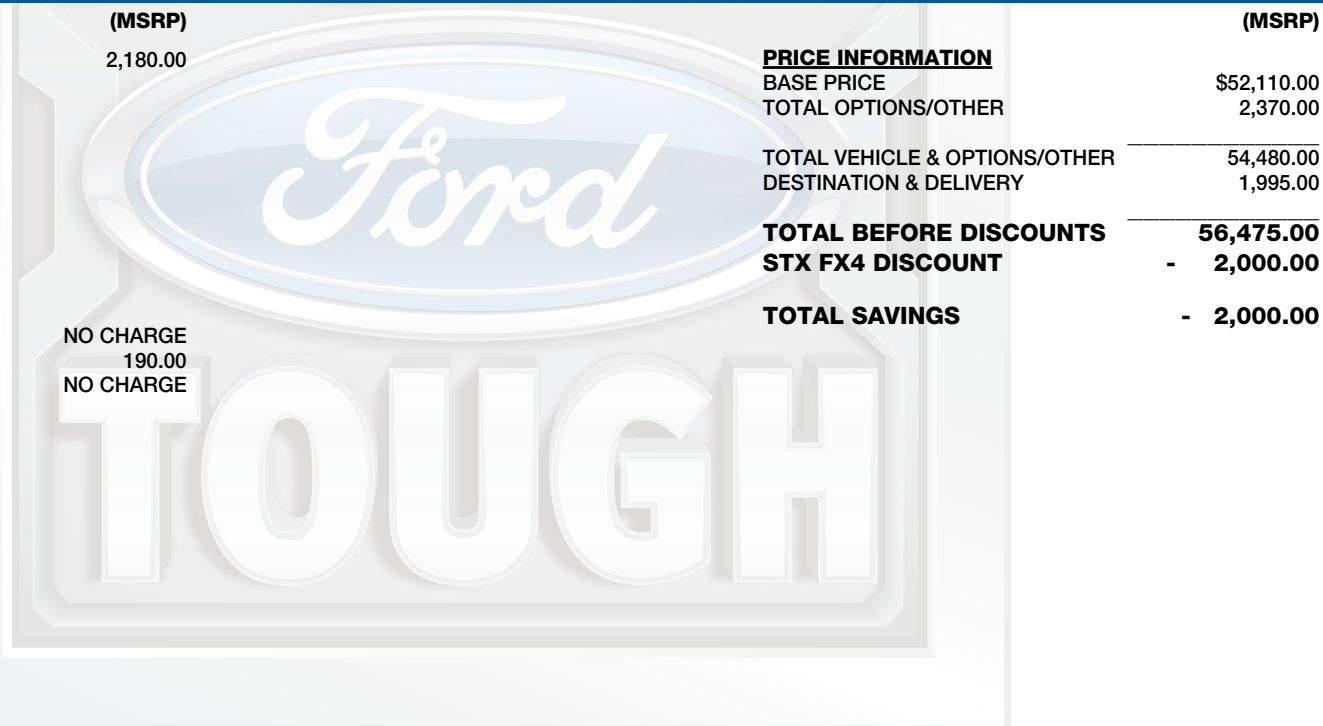 (MSRP)
2,180.00
NO CHARGE
190.00
NO CHARGE
(MSRP)
PRICE INFORMATION
BASE PRICE $52,110.00
TOTAL OPTIONS/OTHER 2,370.00
TOTAL VEHICLE & OPTIONS/OTHER 54,480.00
DESTINATION & DELIVERY 1,995.00
TOTAL BEFORE DISCOUNTS 56,475.00
STX FX4 DISCOUNT - 2,000.00
TOTAL SAVINGS - 2,000.00
Ford
TOUGH